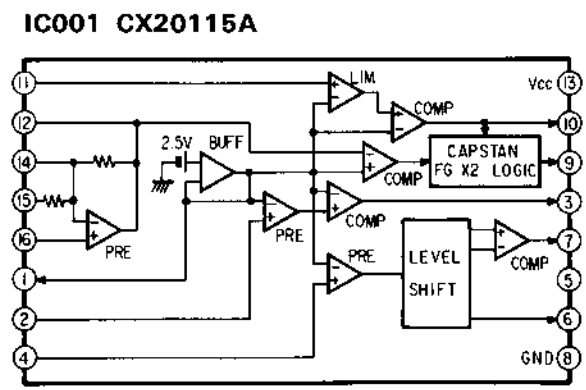 IC001 CX20115A
11
LIM
Vcc 13
12
COMP
10
2.5V
BUFF
14
CAPSTAN
FG X2 LOGIC
9
15
COMP
3
16
PRE
PRE
COMP
PRE
LEVEL
SHIFT
COMP
7
1
5
2
6
4
GND 8